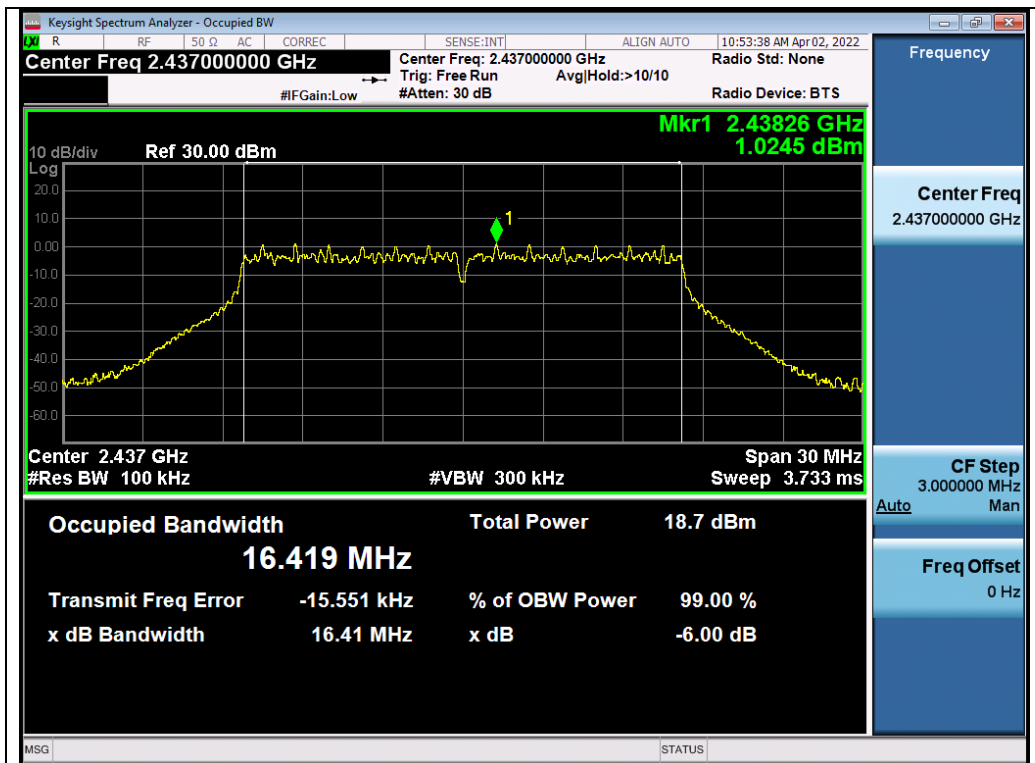 Keysight Spectrum Analyzer - Occupied BW
LXI R RF 50 Ω AC CORREC SENSE:INT ALIGN AUTO 10:53:38 AM Apr 02, 2022
Center Freq 2.437000000 GHz
Center Freq: 2.437000000 GHz
Radio Std: None
Trig: Free Run Avg|Hold:>10/10
#IFGain:Low
#Atten: 30 dB
Radio Device: BTS
Frequency
Mkr1 2.43826 GHz
1.0245 dBm
10 dB/div Ref 30.00 dBm
Log
20.0
10.0
0.00
-10.0
-20.0
-30.0
-40.0
-50.0
-60.0
1
Center 2.437 GHz Span 30 MHz
#Res BW 100 kHz #VBW 300 kHz Sweep 3.733 ms
Occupied Bandwidth Total Power 18.7 dBm
16.419 MHz
Transmit Freq Error -15.551 kHz % of OBW Power 99.00 %
x dB Bandwidth 16.41 MHz x dB -6.00 dB
Center Freq
2.437000000 GHz
CF Step
3.000000 MHz
Auto Man
Freq Offset
0 Hz
MSG STATUS